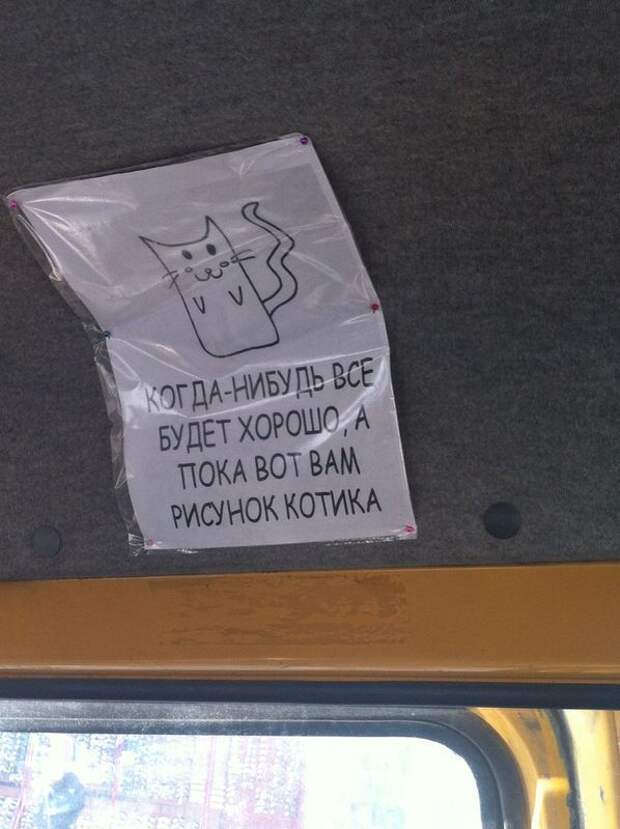 КОГДА-НИБУДЬ ВСЕ
БУДЕТ ХОРОШО, А
ПОКА ВОТ ВАМ
РИСУНОК КОТИКА